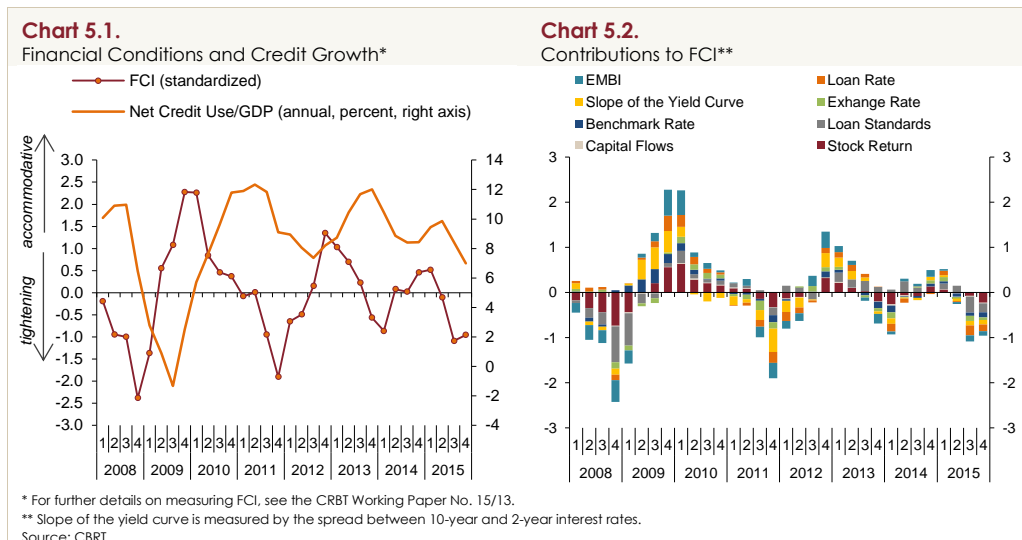 Chart 5.1.
Financial Conditions and Credit Growth*
FCI (standardized)
Net Credit Use/GDP (annual, percent, right axis)
accommodative
tightening
3.0
2.5
2.0
1.5
1.0
0.5
0.0
-0.5
-1.0
-1.5
-2.0
-2.5
-3.0
14
12
10
8
6
4
2
0
-2
-4
1 2 3 4 1 2 3 4 1 2 3 4 1 2 3 4 1 2 3 4 1 2 3 4 1 2 3 4 1 2 3 4
2008 2009 2010 2011 2012 2013 2014 2015
Chart 5.2.
Contributions to FCI**
EMBI Loan Rate
Slope of the Yield Curve Exhange Rate
Benchmark Rate Loan Standards
Capital Flows Stock Return
3
2
1
0
-1
-2
-3
3
2
1
0
-1
-2
-3
1 2 3 4 1 2 3 4 1 2 3 4 1 2 3 4 1 2 3 4 1 2 3 4 1 2 3 4 1 2 3 4
2008 2009 2010 2011 2012 2013 2014 2015
* For further details on measuring FCI, see the CRBT Working Paper No. 15/13.
** Slope of the yield curve is measured by the spread between 10-year and 2-year interest rates.
Source: CBRT